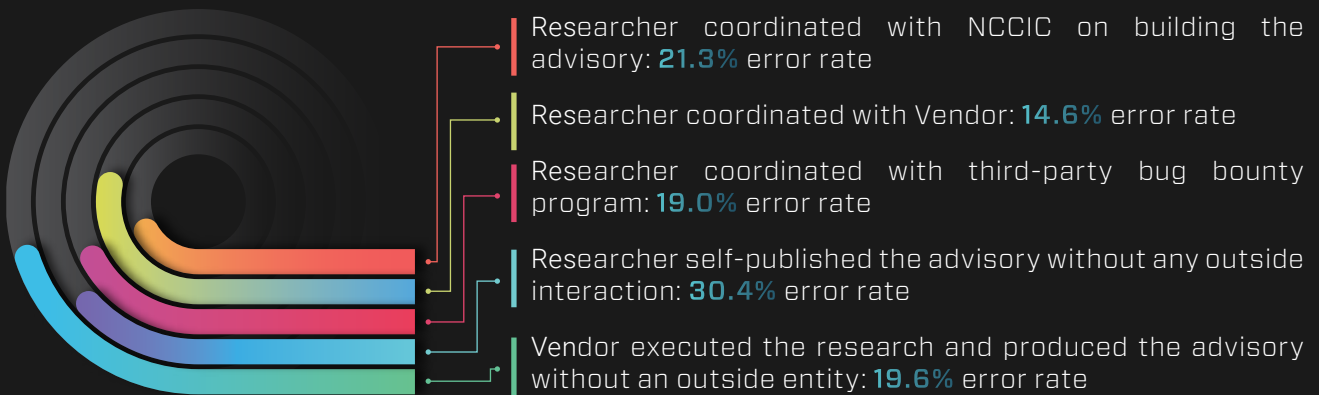 Researcher coordinated with NCCIC on building the
advisory: 21.3% error rate
Researcher coordinated with Vendor: 14.6% error rate
Researcher coordinated with third-party bug bounty
program: 19.0% error rate
Researcher self-published the advisory without any outside
interaction: 30.4% error rate
Vendor executed the research and produced the advisory
without an outside entity: 19.6% error rate